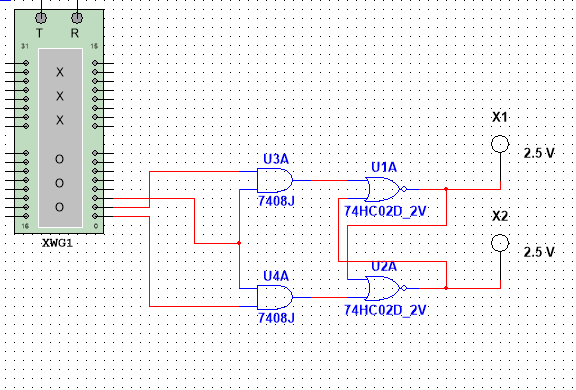 T R
31 15
X
X
X
O
O
O
16 0
XWG1
U3A
7408J
U4A
7408J
U1A
74HC02D_2V
U2A
74HC02D_2V
X1
2.5 V
X2
2.5 V